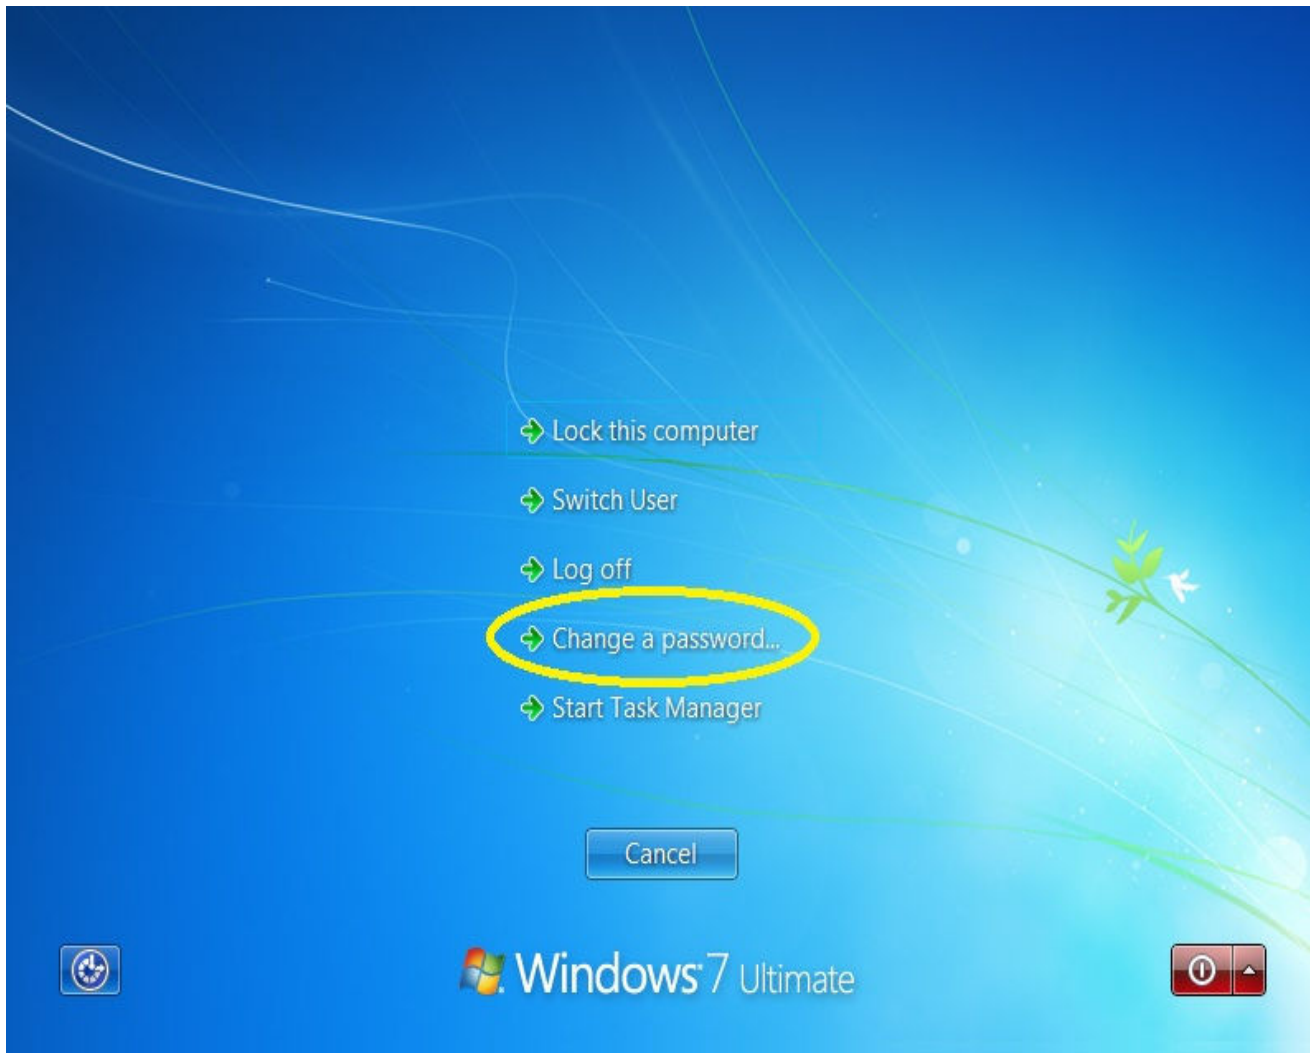 Lock this computer
Switch User
Log off
Change a password...
Start Task Manager
Cancel
Windows 7 Ultimate